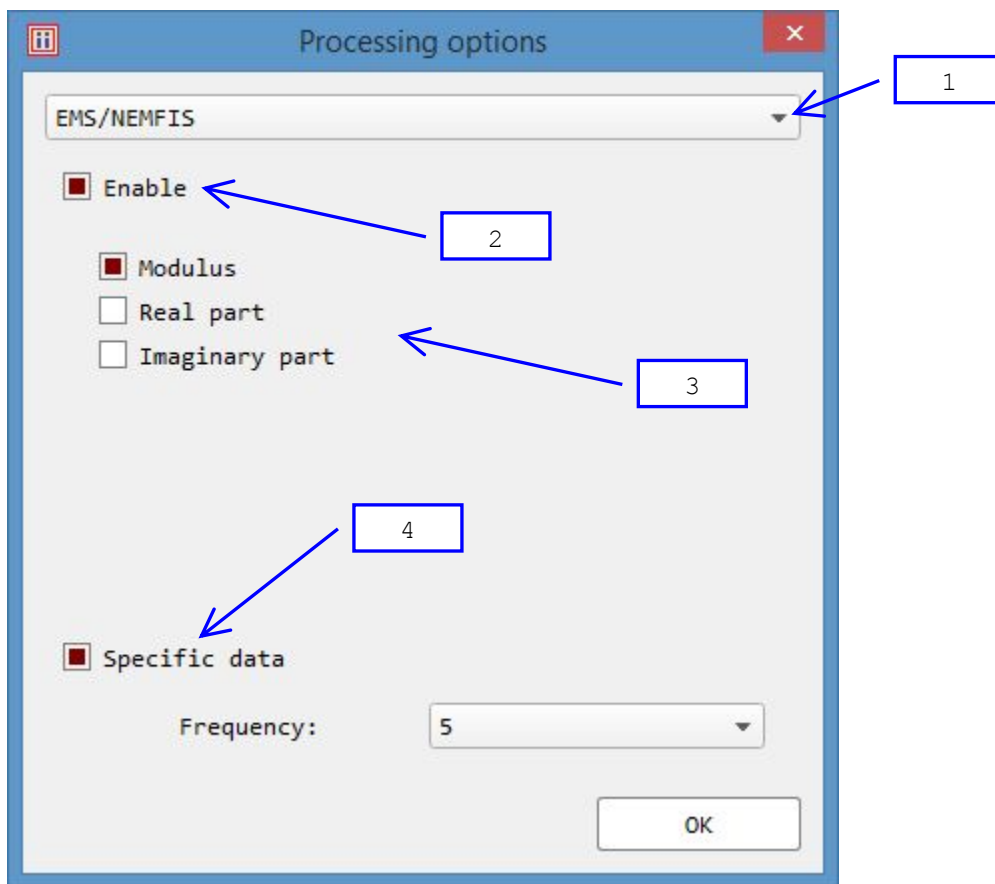 Processing options
1
EMS/NEMFIS
Enable
2
Modulus
Real part
Imaginary part
3
4
Specific data
Frequency: 5
OK